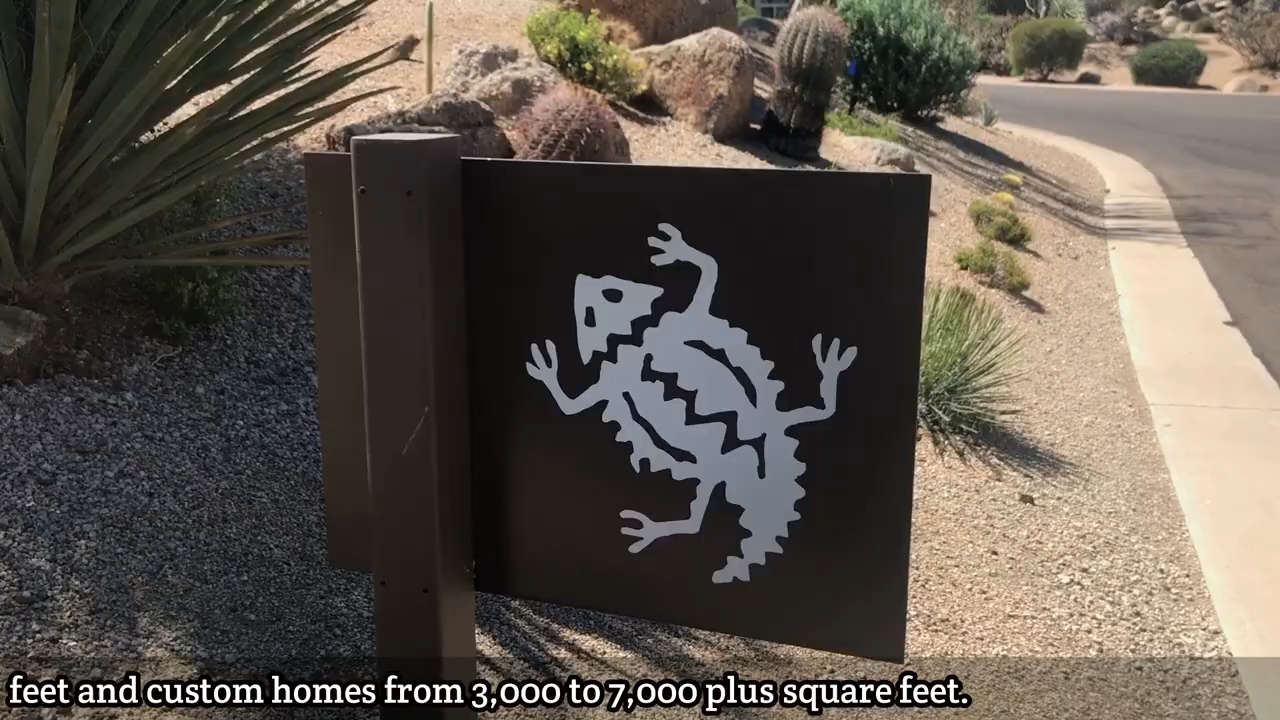 feet and custom homes from 3,000 to 7,000 plus square feet.